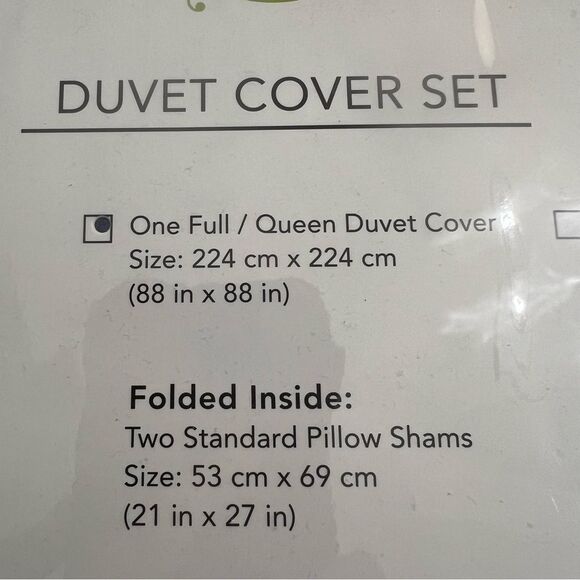 DUVET COVER SET
One Full / Queen Duvet Cover
Size: 224 cm x 224 cm
(88 in x 88 in)
Folded Inside:
Two Standard Pillow Shams
Size: 53 cm x 69 cm
(21 in x 27 in)